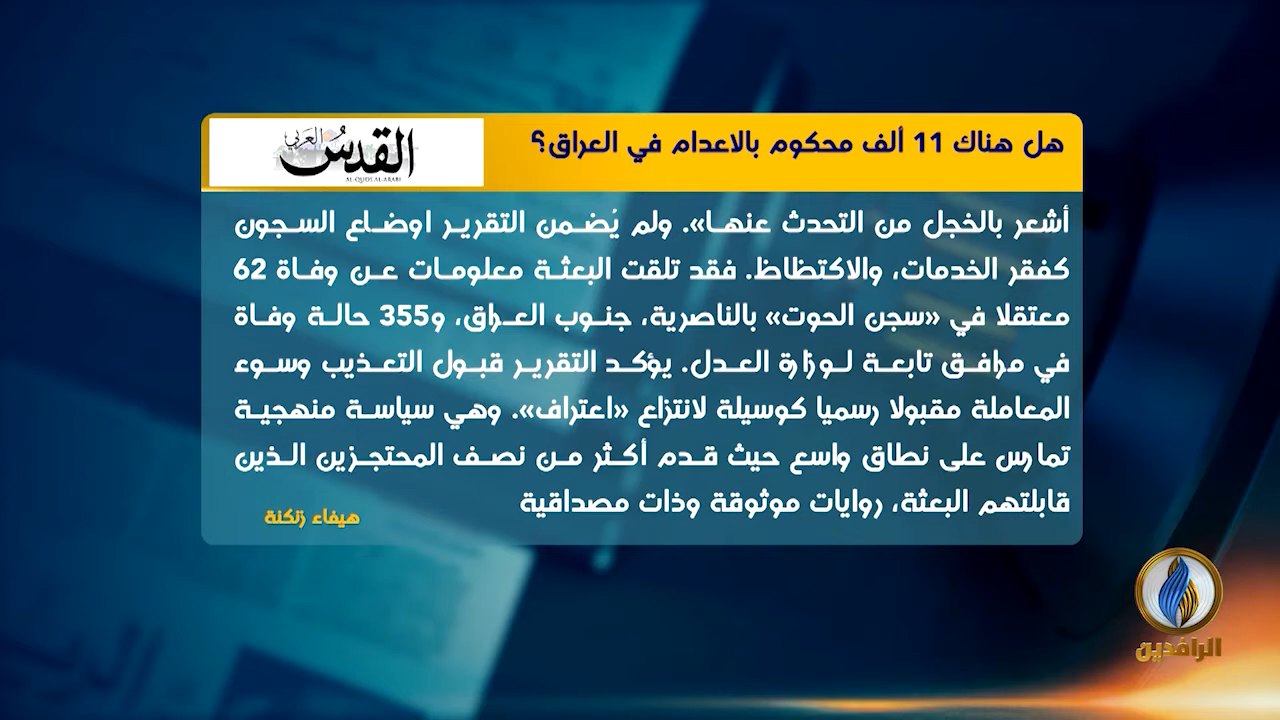 هل هناك 11 ألف محكوم بالاعدام في العراق؟
القدس العربي
AL-QUDS AL-ARABI
أشعر بالخجل من التحدث عنها». ولم يُضمن التقرير اوضاع السجون
كفقر الخدمات، والاكتظاظ. فقد تلقت البعثة معلومات عن وفاة 62
معتقلا في «سجن الحوت» بالناصرية، جنوب العراق، و355 حالة وفاة
في مرافق تابعة لوزارة العدل. يؤكد التقرير قبول التعذيب وسوء
المعاملة مقبولا رسميا كوسيلة لانتزاع «اعتراف». وهي سياسة منهجية
تمارس على نطاق واسع حيث قدم أكثر من نصف المحتجزين الذين
قابلتهم البعثة، روايات موثوقة وذات مصداقية
هيفاء زنكنة
الرافدين